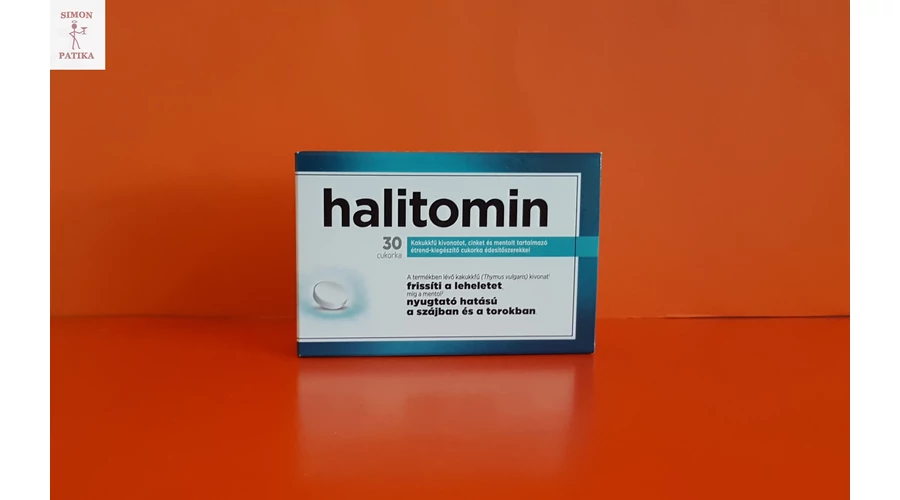 SIMON
PATIKA
halitomin
30
cukorka
Kakukkfű kivonatot, cinket és mentolt tartalmazó
étrend-kiegészítő cukorka édesítőszerekkel
A termékben lévő kakukkfű (Thymus vulgaris) kivonat¹
frissíti a leheletet,
míg a mentol²
nyugtató hatású
a szájban és a torokban